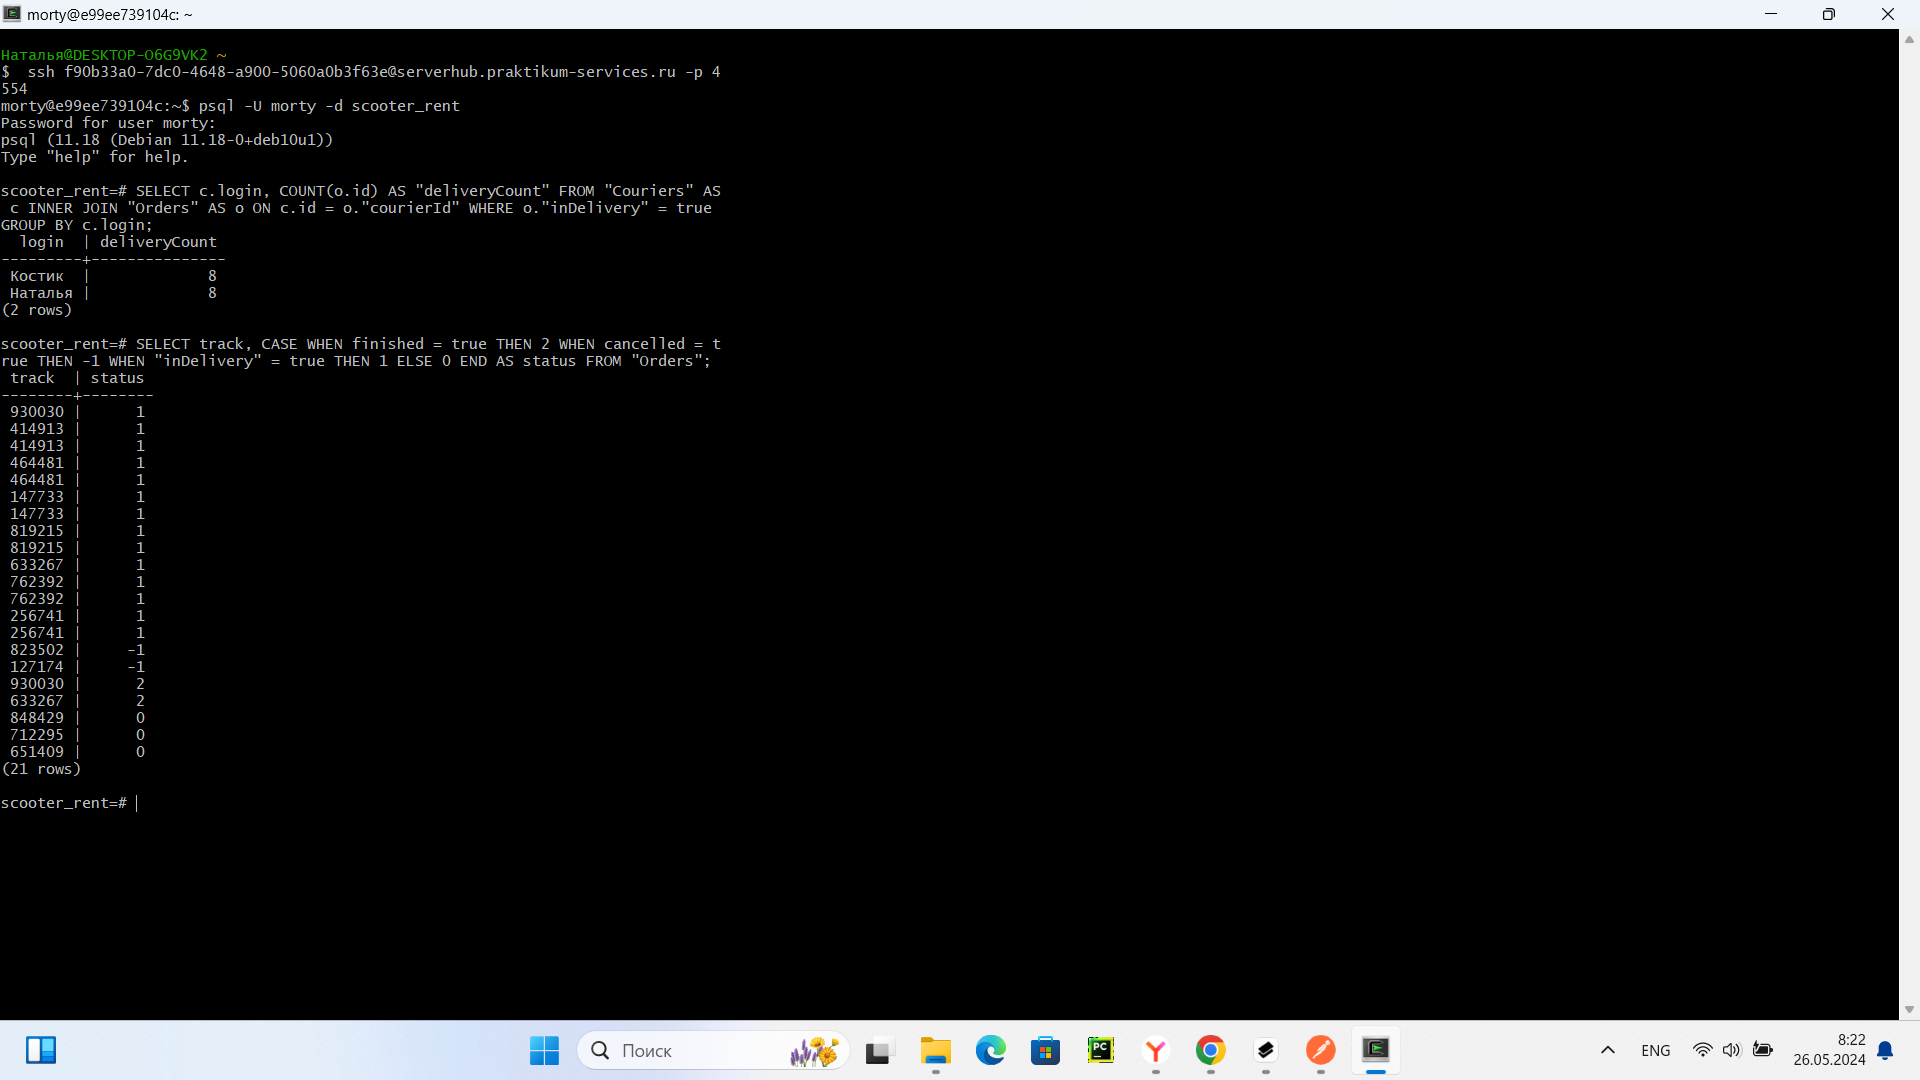 morty@e99ee739104c: ~
Наталья@DESKTOP-O6G9VK2 ~
$  ssh f90b33a0-7dc0-4648-a900-5060a0b3f63e@serverhub.praktikum-services.ru -p 4
554
morty@e99ee739104c:~$ psql -U morty -d scooter_rent
Password for user morty:
psql (11.18 (Debian 11.18-0+deb10u1))
Type "help" for help.
scooter_rent=# SELECT c.login, COUNT(o.id) AS "deliveryCount" FROM "Couriers" AS
 c INNER JOIN "Orders" AS o ON c.id = o."courierId" WHERE o."inDelivery" = true
GROUP BY c.login;
  login  | deliveryCount
---------+---------------
 Костик  |             8
 Наталья |             8
(2 rows)
scooter_rent=# SELECT track, CASE WHEN finished = true THEN 2 WHEN cancelled = t
rue THEN -1 WHEN "inDelivery" = true THEN 1 ELSE 0 END AS status FROM "Orders";
 track  | status
--------+--------
 930030 |      1
 414913 |      1
 414913 |      1
 464481 |      1
 464481 |      1
 147733 |      1
 147733 |      1
 819215 |      1
 819215 |      1
 633267 |      1
 762392 |      1
 762392 |      1
 256741 |      1
 256741 |      1
 823502 |     -1
 127174 |     -1
 930030 |      2
 633267 |      2
 848429 |      0
 712295 |      0
 651409 |      0
(21 rows)
scooter_rent=#
Поиск
PC
ENG
8:22
26.05.2024